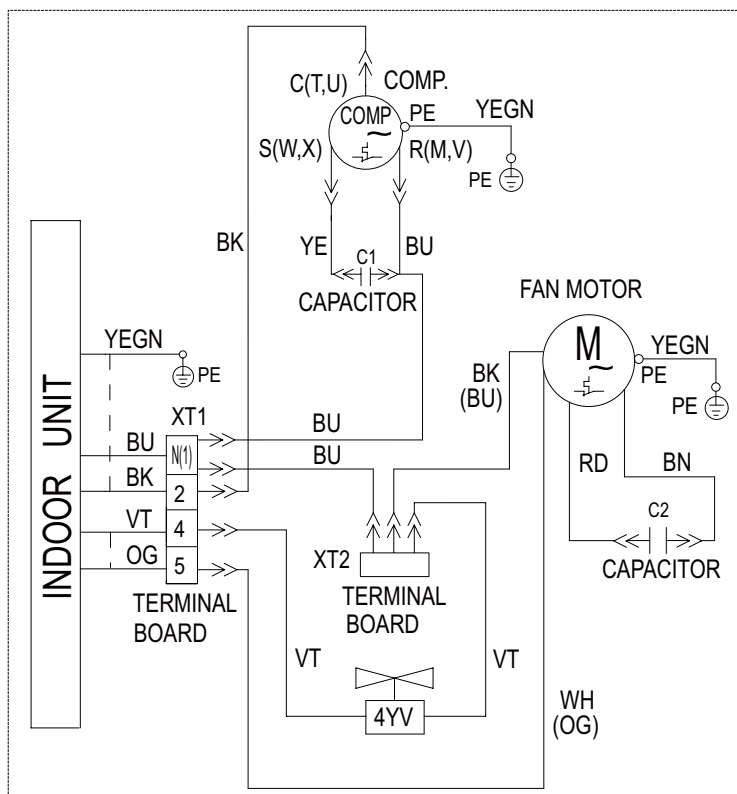 C(T,U)
COMP.
COMP
~
PE
YEGN
S(W,X)
R(M,V)
PE
BK
YE
C1
BU
CAPACITOR
FAN MOTOR
M
~
YEGN
PE
PE
YEGN
PE
BK
(BU)
XT1
BU
BU
N(1)
BU
BK
2
VT
4
OG
5
INDOOR UNIT
TERMINAL
BOARD
XT2
TERMINAL
BOARD
RD
BN
C2
CAPACITOR
VT
VT
4YV
WH
(OG)